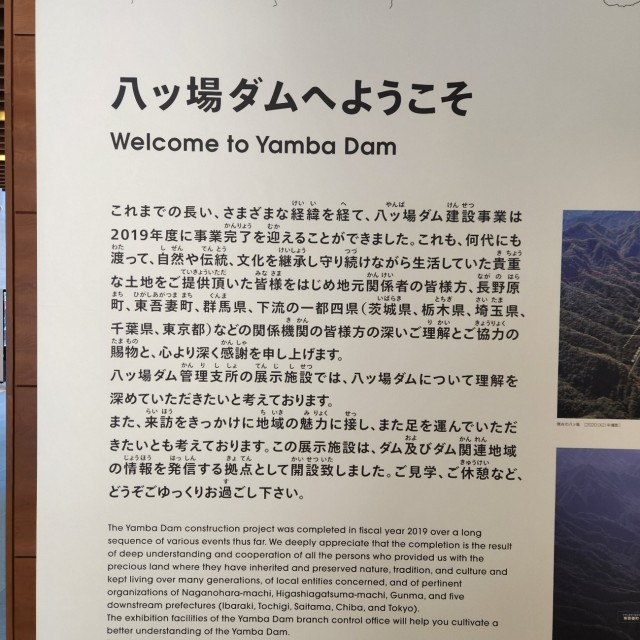 八ッ場ダムへようこそ
Welcome to Yamba Dam
これまでの長い、さまざまな経緯を経て、八ッ場ダム建設事業は
2019年度に事業完了を迎えることができました。これも、何代にも
渡って、自然や伝統、文化を継承し守り続けながら生活していた貴重
な土地をご提供頂いた皆様をはじめ地元関係者の皆様方、長野原
町、東吾妻町、群馬県、下流の一都四県（茨城県、栃木県、埼玉県、
千葉県、東京都）などの関係機関の皆様方の深いご理解とご協力の
賜物と、心より深く感謝を申し上げます。
八ッ場ダム管理支所の展示施設では、八ッ場ダムについて理解を
深めていただきたいと考えております。
また、来訪をきっかけに地域の魅力に接し、また足を運んでいただ
きたいとも考えております。この展示施設は、ダム及びダム関連地域
の情報を発信する拠点として開設致しました。ご見学、ご休憩など、
どうぞごゆっくりお過ごし下さい。
The Yamba Dam construction project was completed in fiscal year 2019 over a long
sequence of various events thus far. We deeply appreciate that the completion is the result
of deep understanding and cooperation of all the persons who provided us with the
precious land where they have inherited and preserved nature, tradition, and culture and
kept living over many generations, of local entities concerned, and of pertinent
organizations of Naganohara-machi, Higashiagatsuma-machi, Gunma, and five
downstream prefectures (Ibaraki, Tochigi, Saitama, Chiba, and Tokyo).
The exhibition facilities of the Yamba Dam branch control office will help you cultivate a
better understanding of the Yamba Dam.